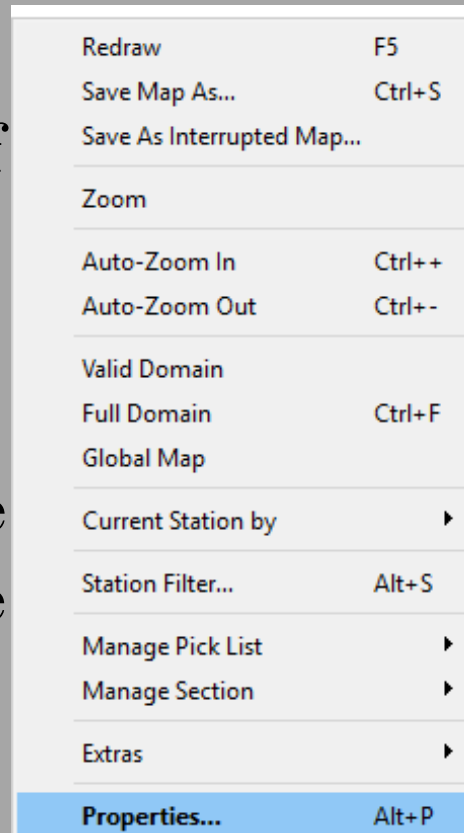 Redraw F5
Save Map As... Ctrl+S
Save As Interrupted Map...
Zoom
Auto-Zoom In Ctrl++
Auto-Zoom Out Ctrl+-
Valid Domain
Full Domain Ctrl+F
Global Map
Current Station by
Station Filter... Alt+S
Manage Pick List
Manage Section
Extras
Properties... Alt+P